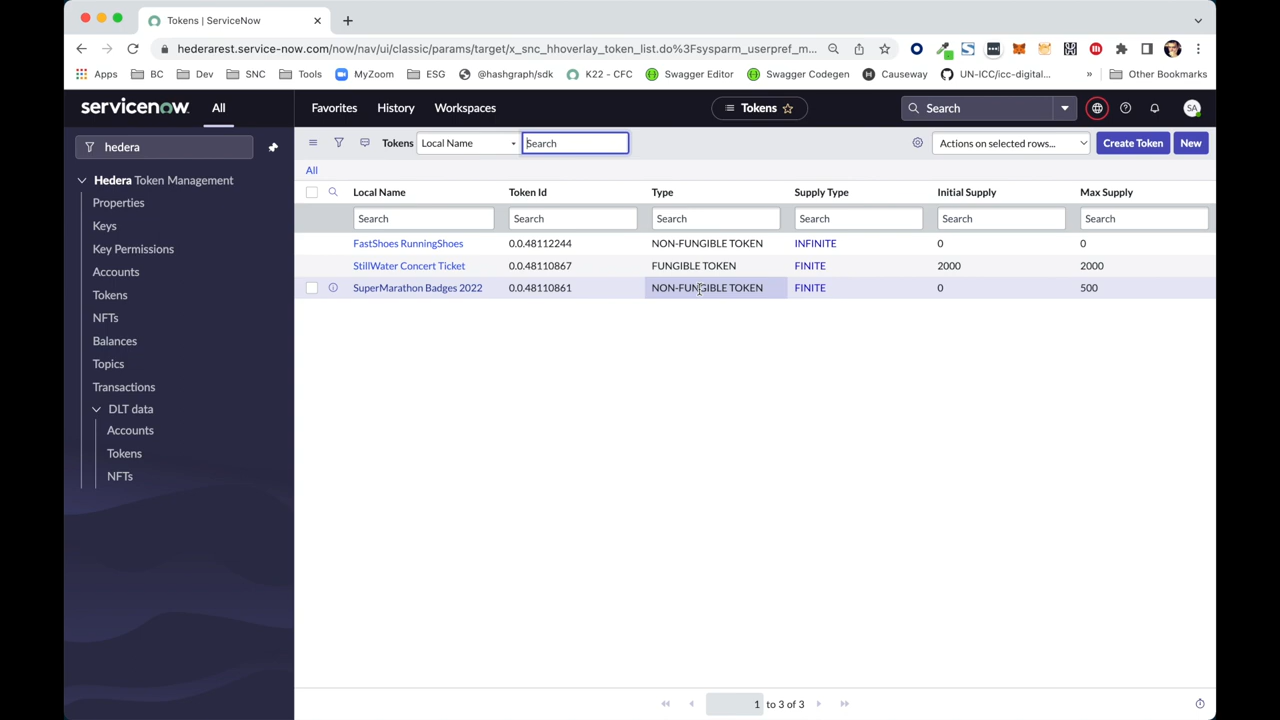 Tokens | ServiceNow
hederarest.service-now.com/now/nav/ui/classic/params/target/x_snc_hhoverlay_token_list.do%3Fsysparm_userpref_m...
Apps BC Dev SNC Tools MyZoom ESG @hashgraph/sdk K22 - CFC Swagger Editor Swagger Codegen Causeway UN-ICC/icc-digital... » Other Bookmarks
servicenow All Favorites History Workspaces Tokens Search SA
hedera
Tokens Local Name Search Actions on selected rows... Create Token New
All
Local Name Token Id Type Supply Type Initial Supply Max Supply
Search Search Search Search Search Search
FastShoes RunningShoes 0.0.48112244 NON-FUNGIBLE TOKEN INFINITE 0 0
StillWater Concert Ticket 0.0.48110867 FUNGIBLE TOKEN FINITE 2000 2000
SuperMarathon Badges 2022 0.0.48110861 NON-FUNGIBLE TOKEN FINITE 0 500
Hedera Token Management
Properties
Keys
Key Permissions
Accounts
Tokens
NFTs
Balances
Topics
Transactions
DLT data
Accounts
Tokens
NFTs
1 to 3 of 3